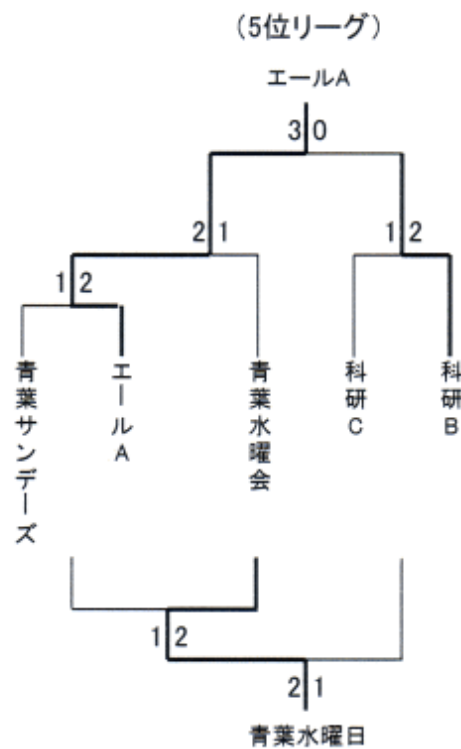 (5位リーグ)
エールA
3 0
2 1
1 2
1 2
青葉サンデーズ
エールA
青葉水曜会
科研C
科研B
1 2
2 1
青葉水曜日